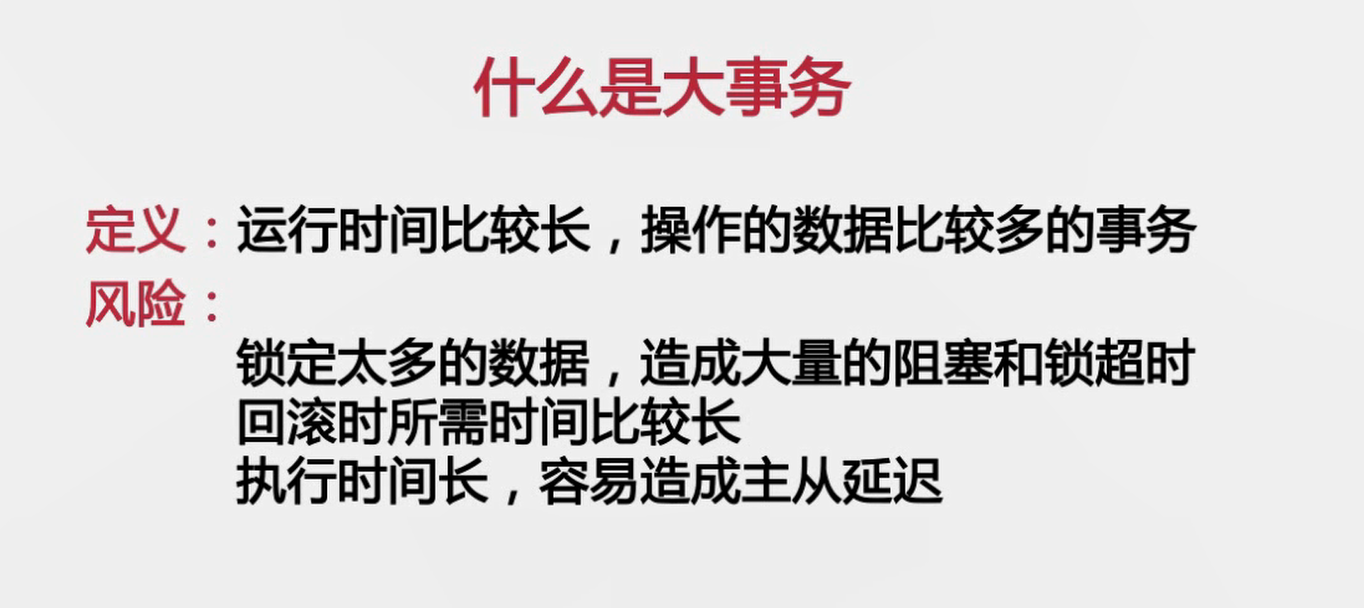 什么是大事务
定义：运行时间比较长，操作的数据比较多的事务
风险：
锁定太多的数据，造成大量的阻塞和锁超时
回滚时所需时间比较长
执行时间长，容易造成主从延迟